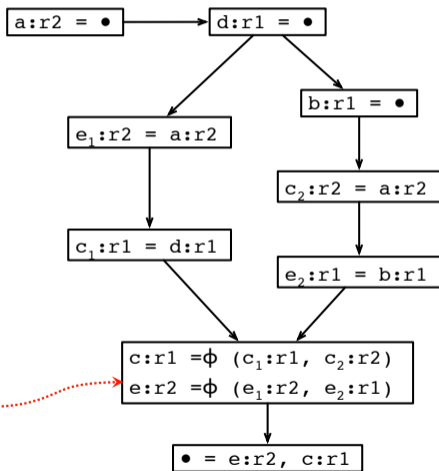 a:r2 = ●
d:r1 = ●
b:r1 = ●
e₁:r2 = a:r2
c₂:r2 = a:r2
c₁:r1 = d:r1
e₂:r1 = b:r1
c:r1 =ϕ (c₁:r1, c₂:r2)
e:r2 =ϕ (e₁:r2, e₂:r1)
● = e:r2, c:r1